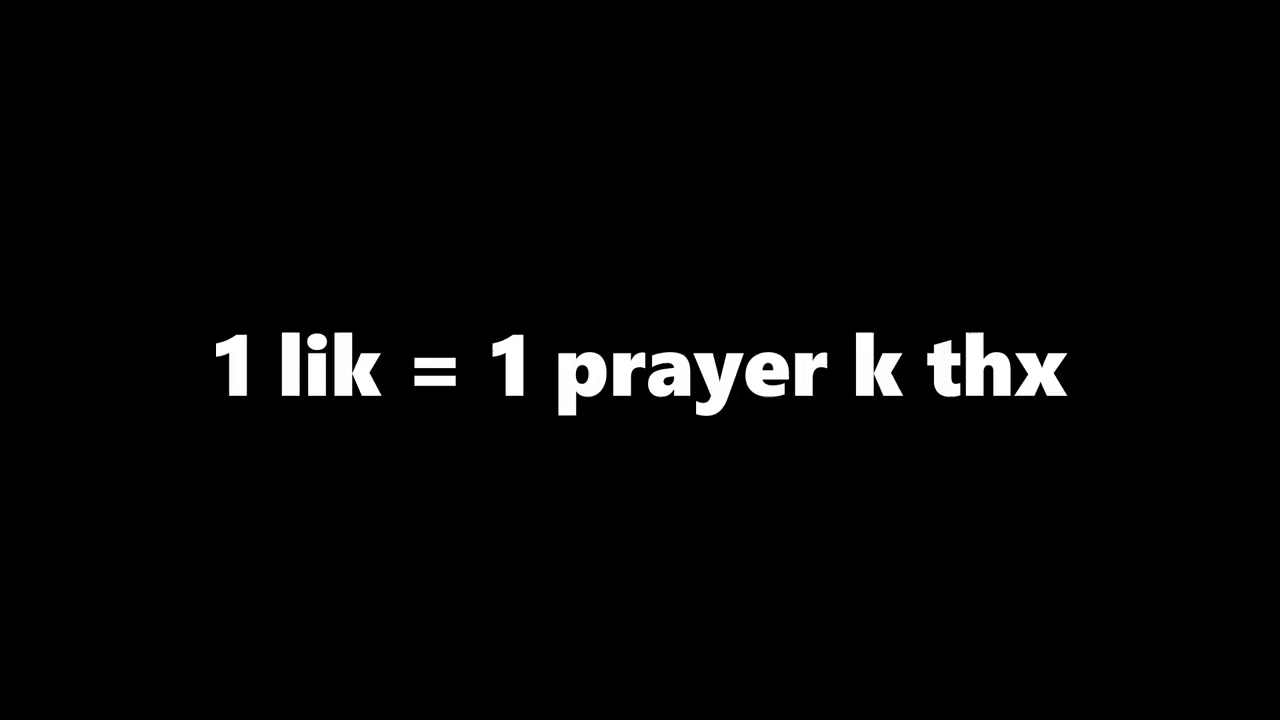 1 lik = 1 prayer k thx